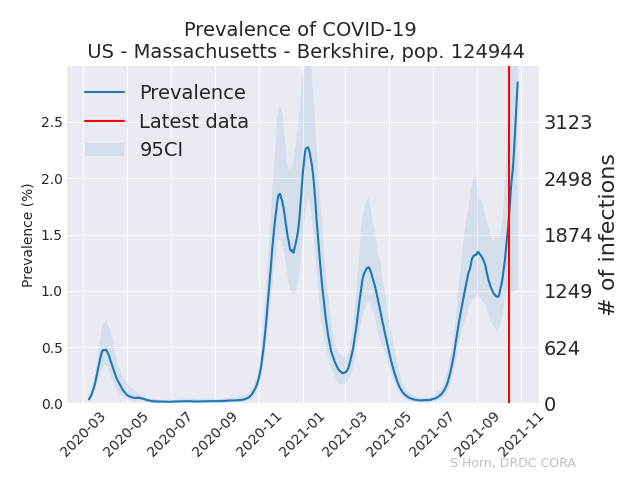 Prevalence of COVID-19
US - Massachusetts - Berkshire, pop. 124944
Prevalence
Latest data
95CI
Prevalence (%)
2.5
2.0
1.5
1.0
0.5
0.0
3123
2498
1874
1249
624
0
# of infections
2020-03
2020-05
2020-07
2020-09
2020-11
2021-01
2021-03
2021-05
2021-07
2021-09
2021-11
S Horn, DRDC CORA